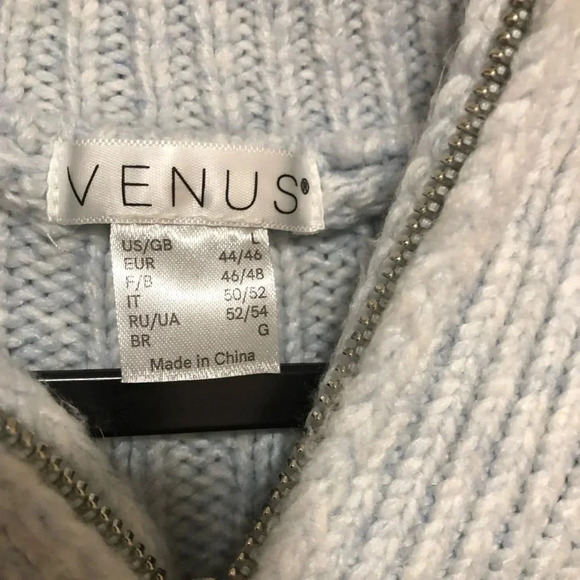 VENUS®
US/GB L
EUR 44/46
F/B 46/48
IT 50/52
RU/UA 52/54
BR G
Made in China